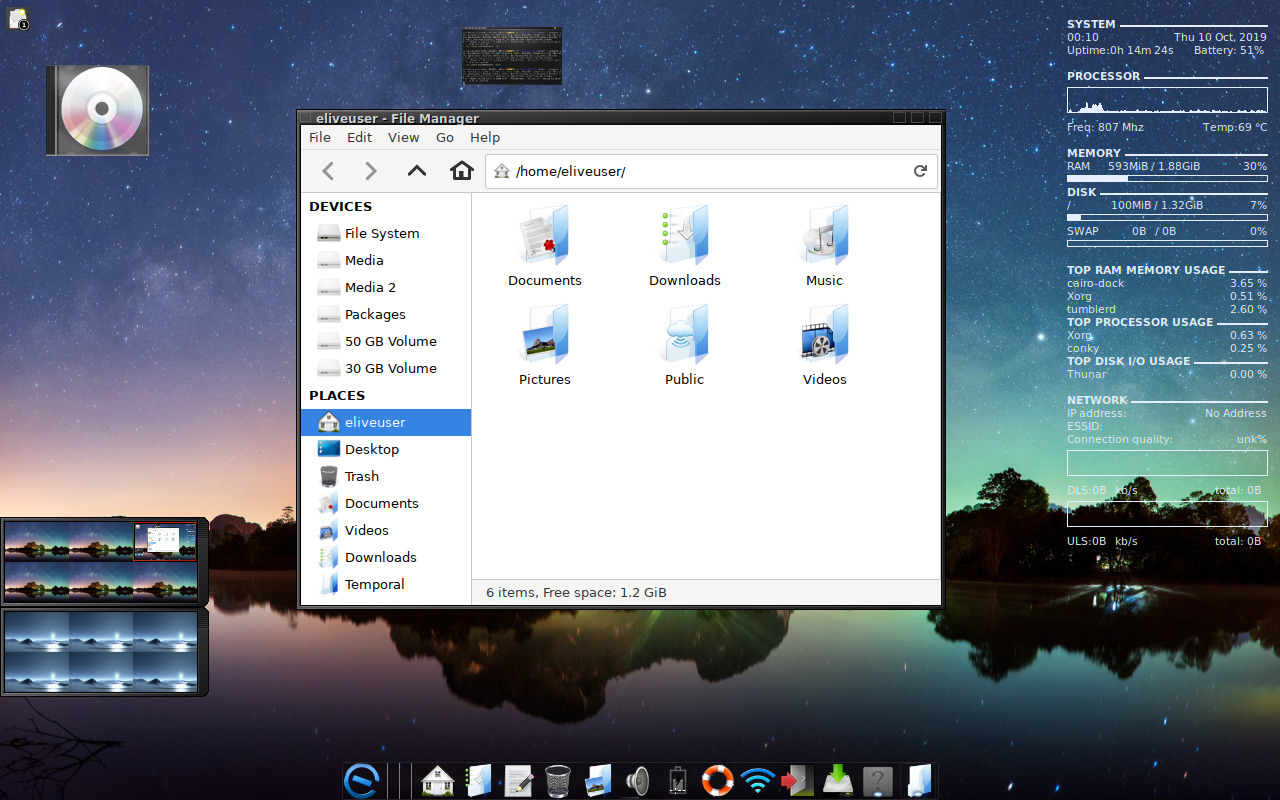 eliveuser - File Manager
File Edit View Go Help
/home/eliveuser/
DEVICES
File System
Media
Media 2
Packages
50 GB Volume
30 GB Volume
PLACES
eliveuser
Desktop
Trash
Documents
Videos
Downloads
Temporal
Documents Downloads Music
Pictures Public Videos
6 items, Free space: 1.2 GiB
SYSTEM
00:10 Thu 10 Oct, 2019
Uptime:0h 14m 24s Battery: 51%
PROCESSOR
Freq: 807 Mhz Temp:69 °C
MEMORY
RAM 593MiB / 1.88GiB 30%
DISK
/ 100MiB / 1.32GiB 7%
SWAP 0B / 0B 0%
TOP RAM MEMORY USAGE
cairo-dock 3.65 %
Xorg 0.51 %
tumblerd 2.60 %
TOP PROCESSOR USAGE
Xorg 0.63 %
conky 0.25 %
TOP DISK I/O USAGE
Thunar 0.00 %
NETWORK
IP address: No Address
ESSID:
Connection quality: unk%
DLS:0B kb/s total: 0B
ULS:0B kb/s total: 0B
1
?